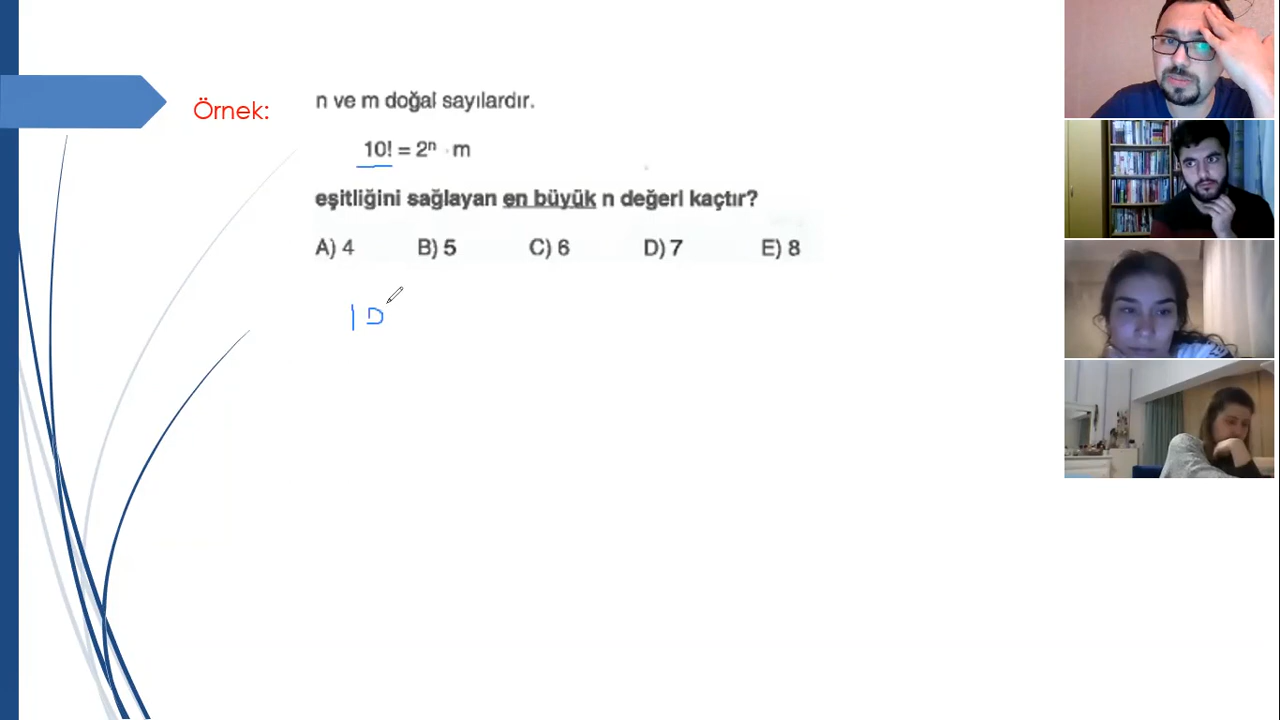 Örnek:
n ve m doğal sayılardır.
10! = 2ⁿ · m
eşitliğini sağlayan en büyük n değeri kaçtır?
A) 4 B) 5 C) 6 D) 7 E) 8
10